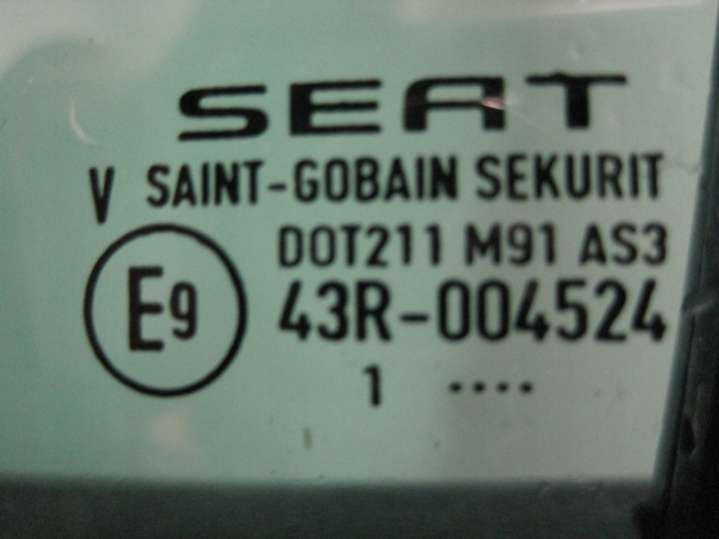 SEAT
V SAINT-GOBAIN SEKURIT
DOT211 M91 AS3
E9 43R-004524
1 ....